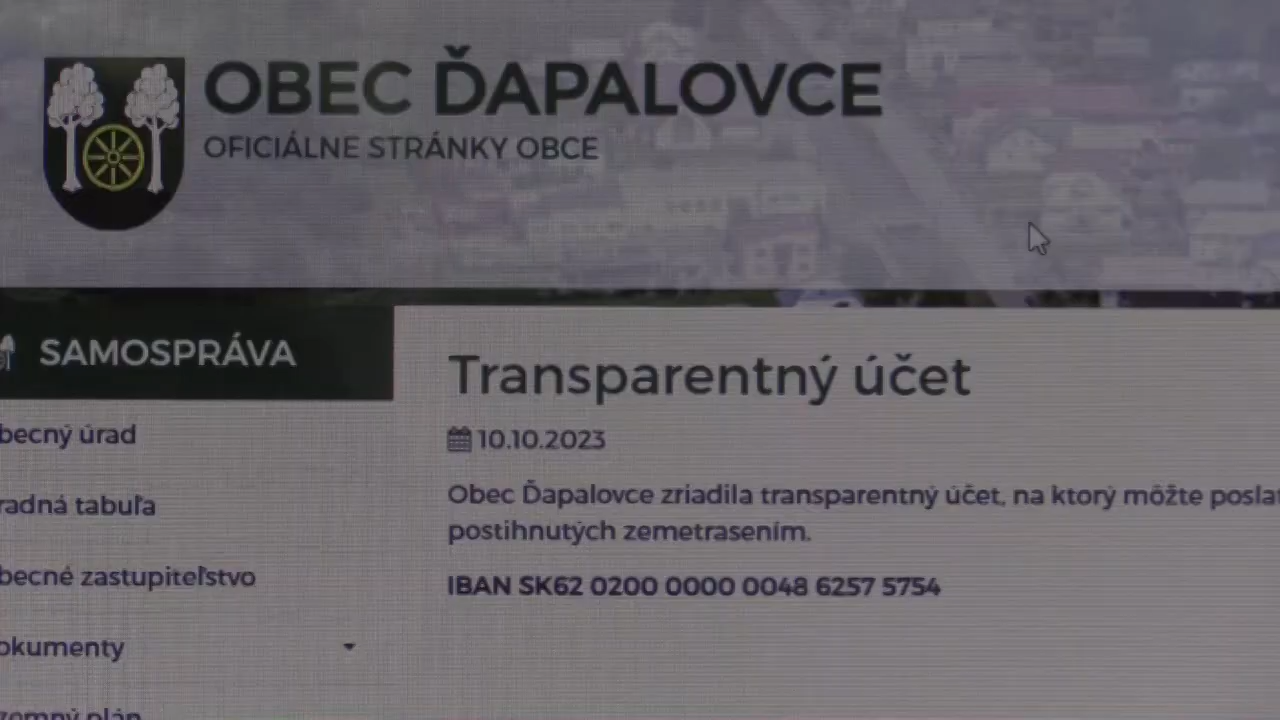 OBEC ĎAPALOVCE
OFICIÁLNE STRÁNKY OBCE
SAMOSPRÁVA
Transparentný účet
10.10.2023
becný úrad
radná tabuľa
Obec Ďapalovce zriadila transparentný účet, na ktorý môžte posla
postihnutých zemetrasením.
becné zastupiteľstvo
IBAN SK62 0200 0000 0048 6257 5754
okumenty